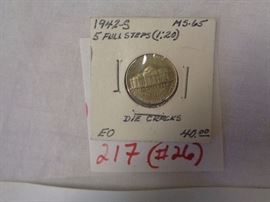 1942-S MS-65
5 FULL STEPS (1:20)
DIE CRACKS
EO 40.00
217 (#26)